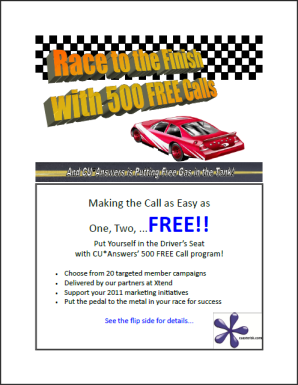 Race to the Finish
With 500 FREE Calls
And CU*Answers is Putting Free Gas in the Tank!
Making the Call as Easy as
One, Two, ...FREE!!
Put Yourself in the Driver's Seat
with CU*Answers' 500 FREE Call program!
• Choose from 20 targeted member campaigns
• Delivered by our partners at Xtend
• Support your 2011 marketing initiatives
• Put the pedal to the metal in your race for success
See the flip side for details...